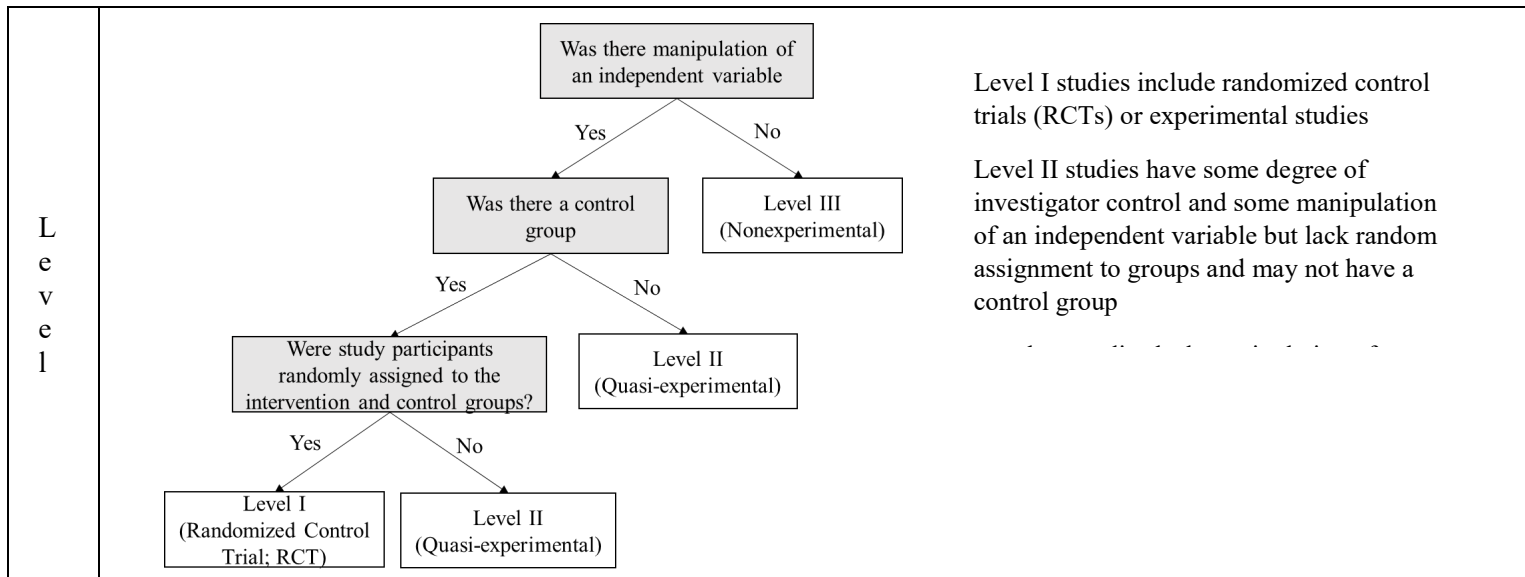 L
e
v
e
l
Was there manipulation of
an independent variable
Yes
No
Was there a control
group
Level III
(Nonexperimental)
Yes
No
Were study participants
randomly assigned to the
intervention and control groups?
Level II
(Quasi-experimental)
Yes
No
Level I
(Randomized Control
Trial; RCT)
Level II
(Quasi-experimental)
Level I studies include randomized control
trials (RCTs) or experimental studies
Level II studies have some degree of
investigator control and some manipulation
of an independent variable but lack random
assignment to groups and may not have a
control group